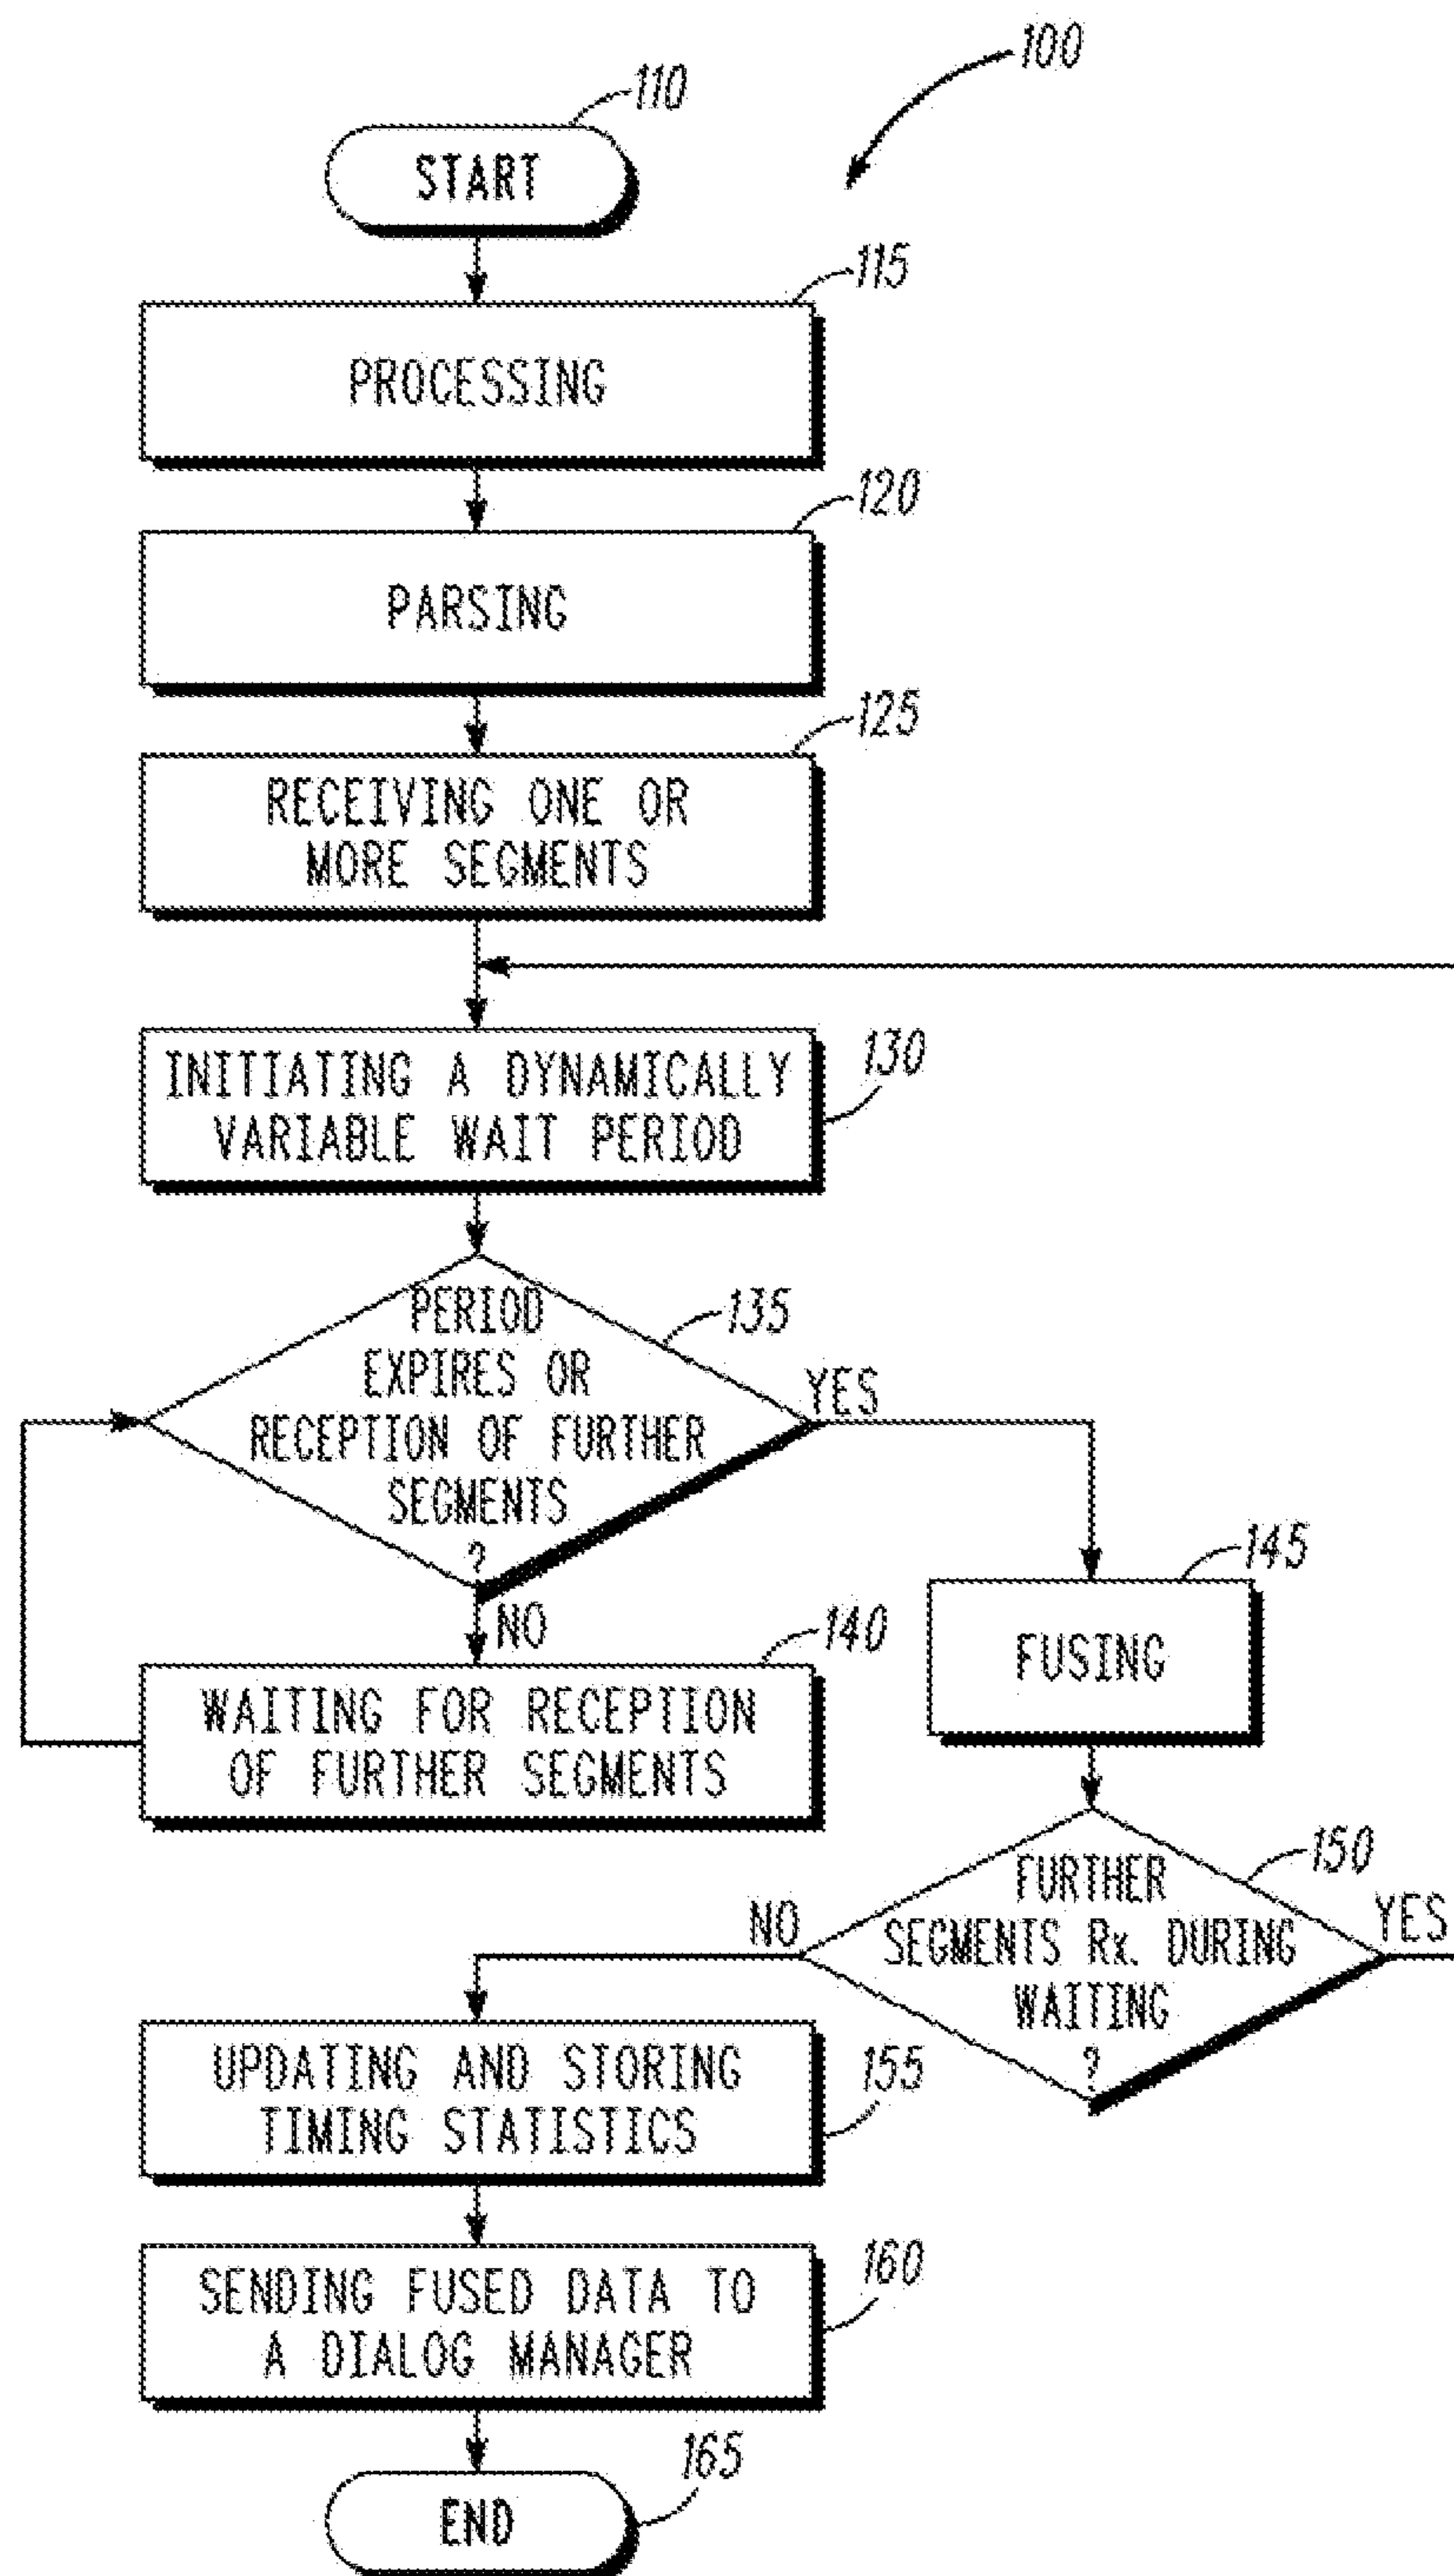 100
110
START
115
PROCESSING
120
PARSING
125
RECEIVING ONE OR
MORE SEGMENTS
130
INITIATING A DYNAMICALLY
VARIABLE WAIT PERIOD
135
PERIOD
EXPIRES OR
RECEPTION OF FURTHER
SEGMENTS
?
YES
NO
140
WAITING FOR RECEPTION
OF FURTHER SEGMENTS
145
FUSING
150
FURTHER
SEGMENTS Rx. DURING
WAITING
?
NO
YES
155
UPDATING AND STORING
TIMING STATISTICS
160
SENDING FUSED DATA TO
A DIALOG MANAGER
165
END